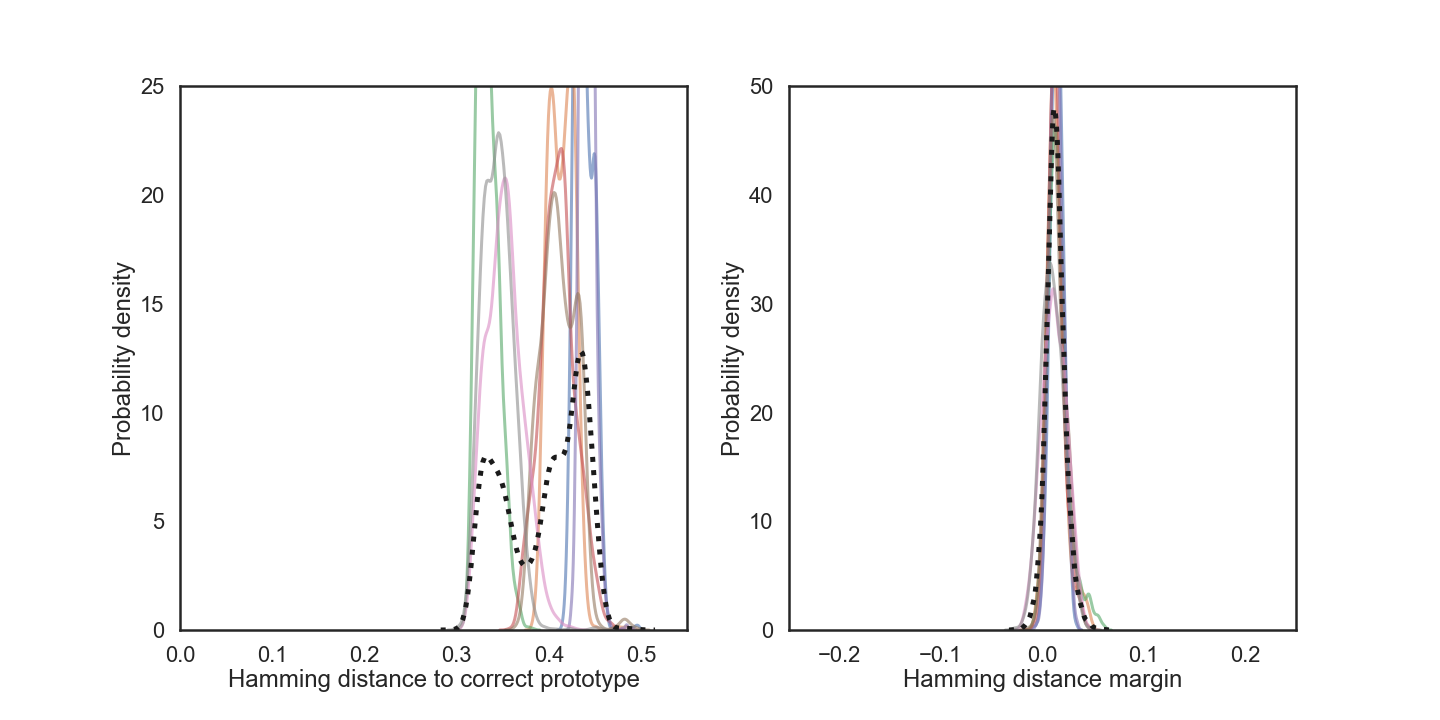 25
20
15
10
5
0
Probability density
0.0 0.1 0.2 0.3 0.4 0.5
Hamming distance to correct prototype
50
40
30
20
10
0
Probability density
−0.2 −0.1 0.0 0.1 0.2
Hamming distance margin